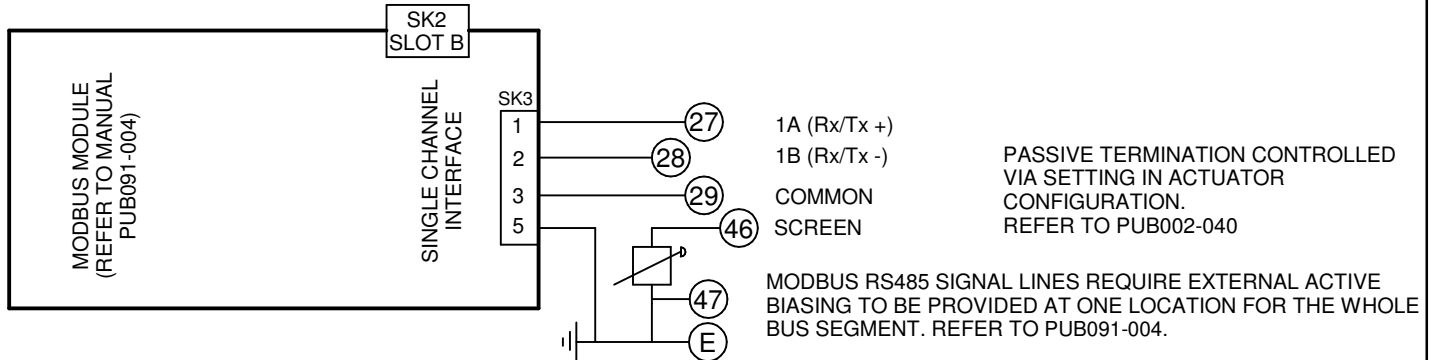 SK2
SLOT B
MODBUS MODULE
(REFER TO MANUAL
PUB091-004)
SINGLE CHANNEL
INTERFACE
SK3
1
2
3
5
27
28
29
46
47
E
1A (Rx/Tx +)
1B (Rx/Tx -)
COMMON
SCREEN
PASSIVE TERMINATION CONTROLLED
VIA SETTING IN ACTUATOR
CONFIGURATION.
REFER TO PUB002-040
MODBUS RS485 SIGNAL LINES REQUIRE EXTERNAL ACTIVE
BIASING TO BE PROVIDED AT ONE LOCATION FOR THE WHOLE
BUS SEGMENT. REFER TO PUB091-004.